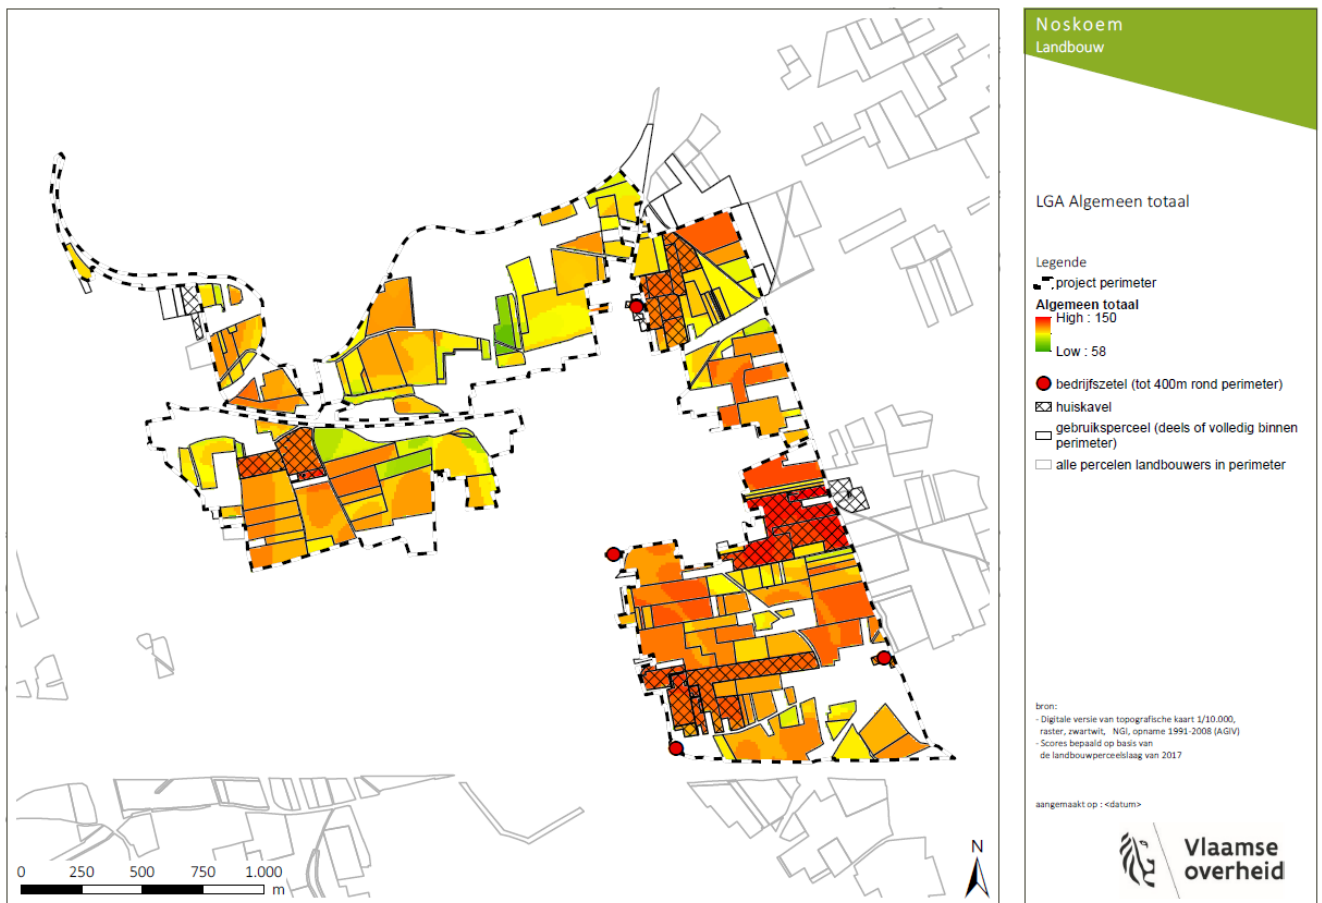 Noskoem
Landbouw
LGA Algemeen totaal
Legende
project perimeter
Algemeen totaal
High : 150
Low : 58
bedrijfszetel (tot 400m rond perimeter)
huiskavel
gebruiksperceel (deels of volledig binnen
perimeter)
alle percelen landbouwers in perimeter
bron:
- Digitale versie van topografische kaart 1/10.000,
raster, zwartwit, NGI, opname 1991-2008 (AGIV)
- Scores bepaald op basis van
de landbouwperceelslaag van 2017
aangemaakt op : <datum>
Vlaamse
overheid
N
0 250 500 750 1.000
m